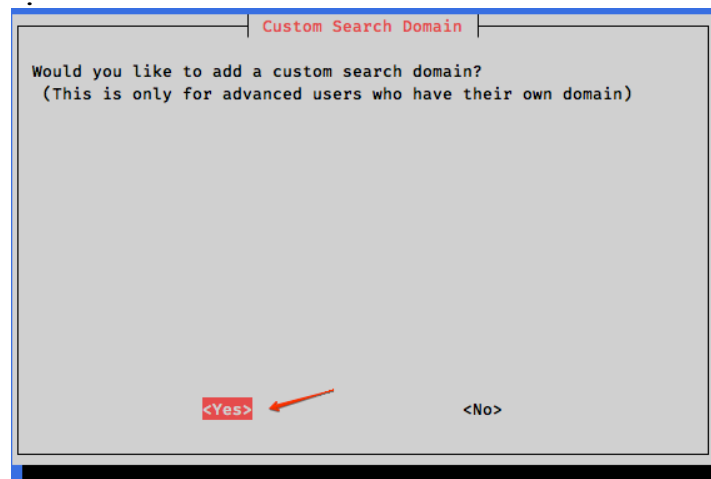 Custom Search Domain
Would you like to add a custom search domain?
(This is only for advanced users who have their own domain)
<Yes>
<No>